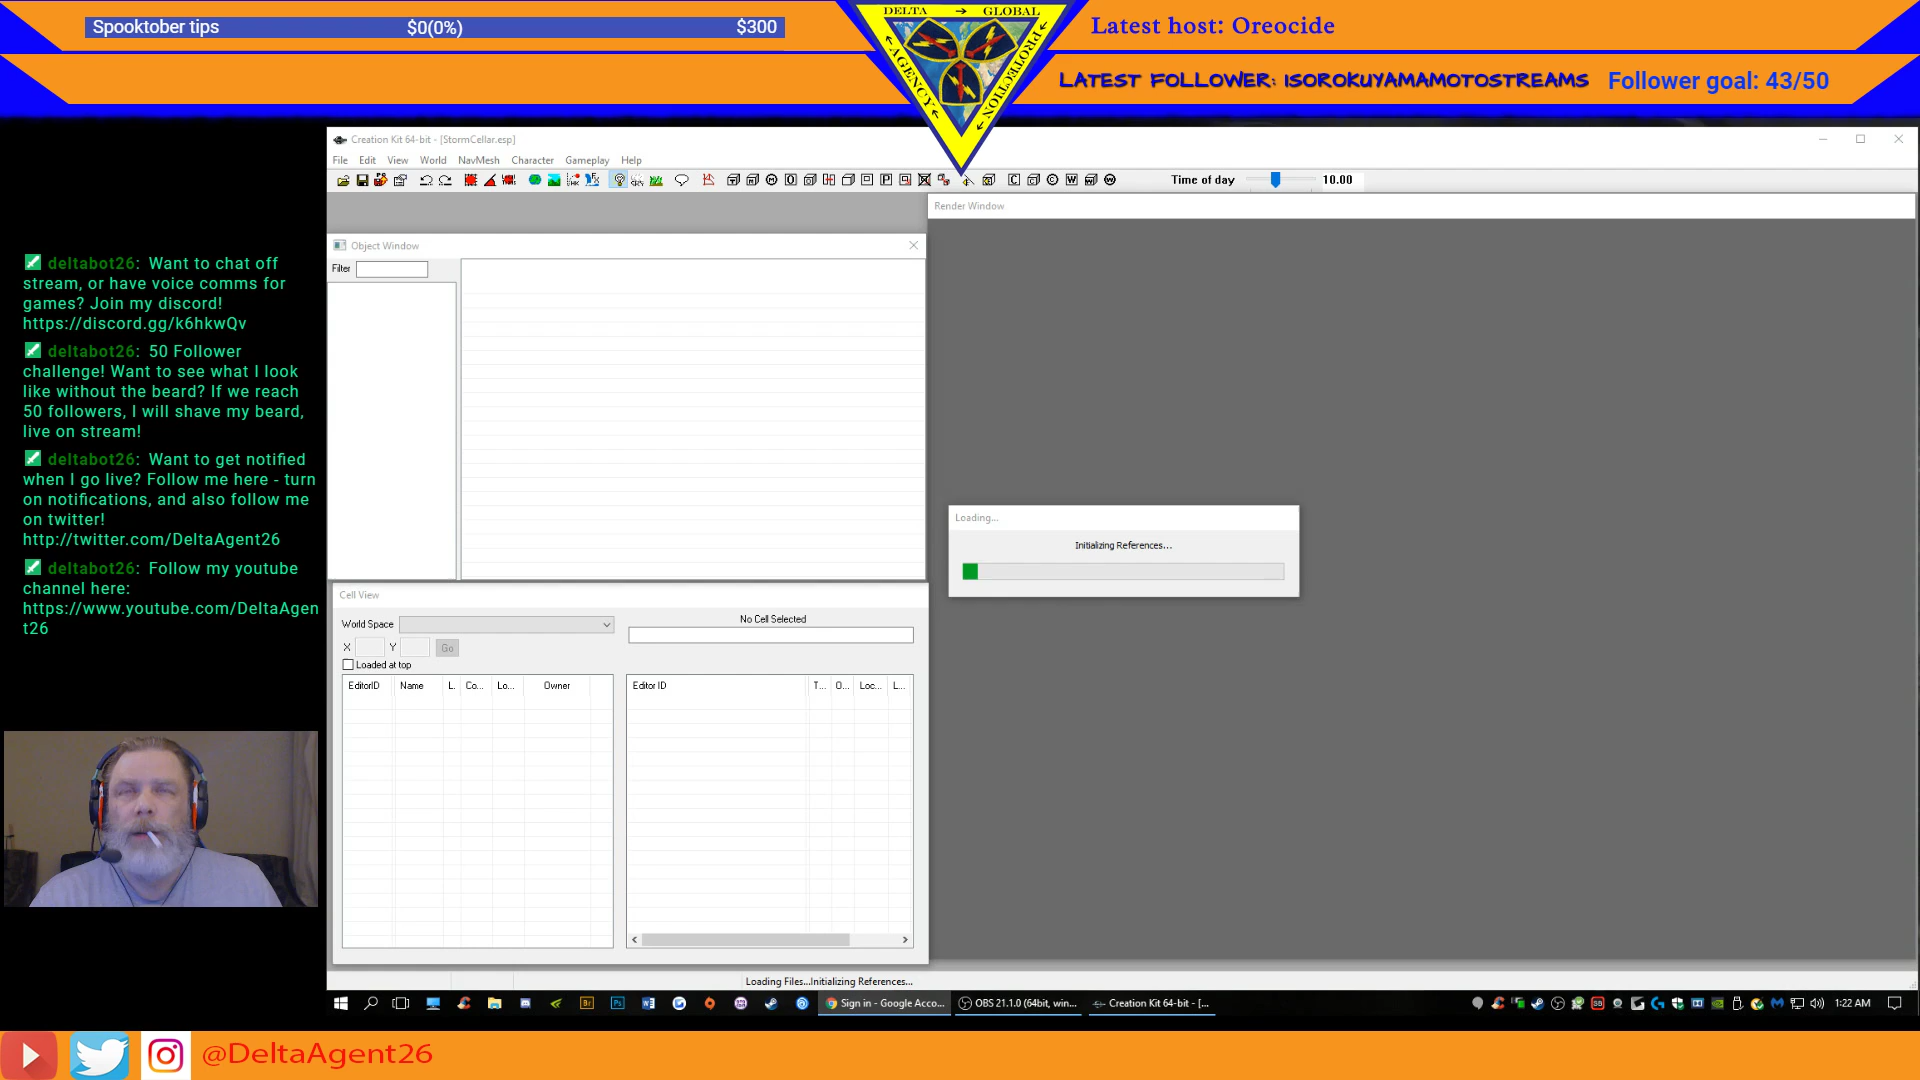 Spooktober tips $0(0%) $300
DELTA → GLOBAL
PROTECTION
AGENCY
Latest host: Oreocide
LATEST FOLLOWER: ISOROKUYAMAMOTOSTREAMS Follower goal: 43/50
Creation Kit 64-bit - [StormCellar.esp]
File Edit View World NavMesh Character Gameplay Help
Time of day 10.00
Render Window
Object Window
Filter
deltabot26: Want to chat off
stream, or have voice comms for
games? Join my discord!
https://discord.gg/k6hkwQv
deltabot26: 50 Follower
challenge! Want to see what I look
like without the beard? If we reach
50 followers, I will shave my beard,
live on stream!
deltabot26: Want to get notified
when I go live? Follow me here - turn
on notifications, and also follow me
on twitter!
http://twitter.com/DeltaAgent26
deltabot26: Follow my youtube
channel here:
https://www.youtube.com/DeltaAgen
t26
Loading...
Initializing References...
Cell View
World Space
No Cell Selected
X Y Go
Loaded at top
EditorID Name L. Co... Lo... Owner
Editor ID T... O... Loc... L...
Loading Files...Initializing References...
Sign in - Google Acco... OBS 21.1.0 (64bit, win... Creation Kit 64-bit - [... 1:22 AM
@DeltaAgent26